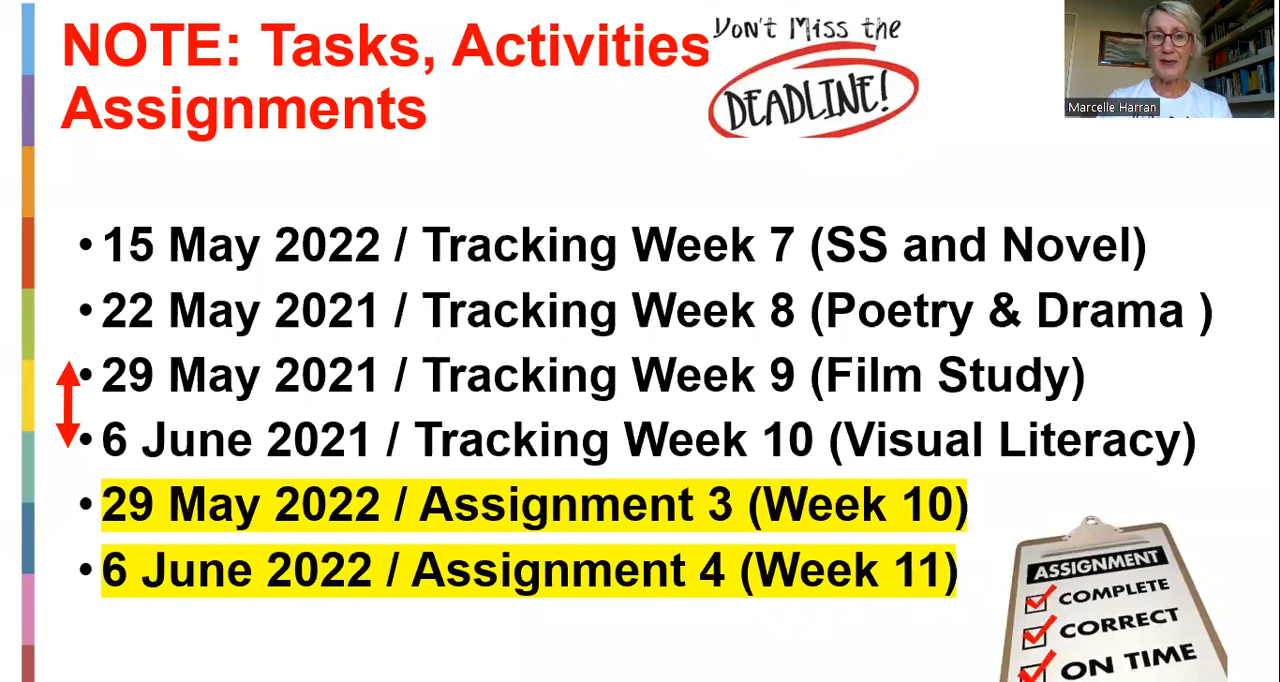 NOTE: Tasks, Activities
Assignments
Don't Miss the
DEADLINE!
Marcelle Harran
• 15 May 2022 / Tracking Week 7 (SS and Novel)
• 22 May 2021 / Tracking Week 8 (Poetry & Drama )
• 29 May 2021 / Tracking Week 9 (Film Study)
• 6 June 2021 / Tracking Week 10 (Visual Literacy)
• 29 May 2022 / Assignment 3 (Week 10)
• 6 June 2022 / Assignment 4 (Week 11)
ASSIGNMENT
COMPLETE
CORRECT
ON TIME